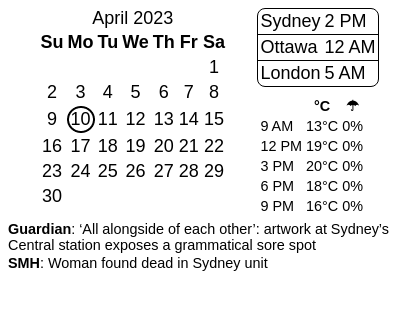 April 2023
Su Mo Tu We Th Fr Sa
1
2 3 4 5 6 7 8
9 10 11 12 13 14 15
16 17 18 19 20 21 22
23 24 25 26 27 28 29
30
Sydney 2 PM
Ottawa 12 AM
London 5 AM
°C ☂
9 AM 13°C 0%
12 PM 19°C 0%
3 PM 20°C 0%
6 PM 18°C 0%
9 PM 16°C 0%
Guardian: ‘All alongside of each other’: artwork at Sydney’s
Central station exposes a grammatical sore spot
SMH: Woman found dead in Sydney unit